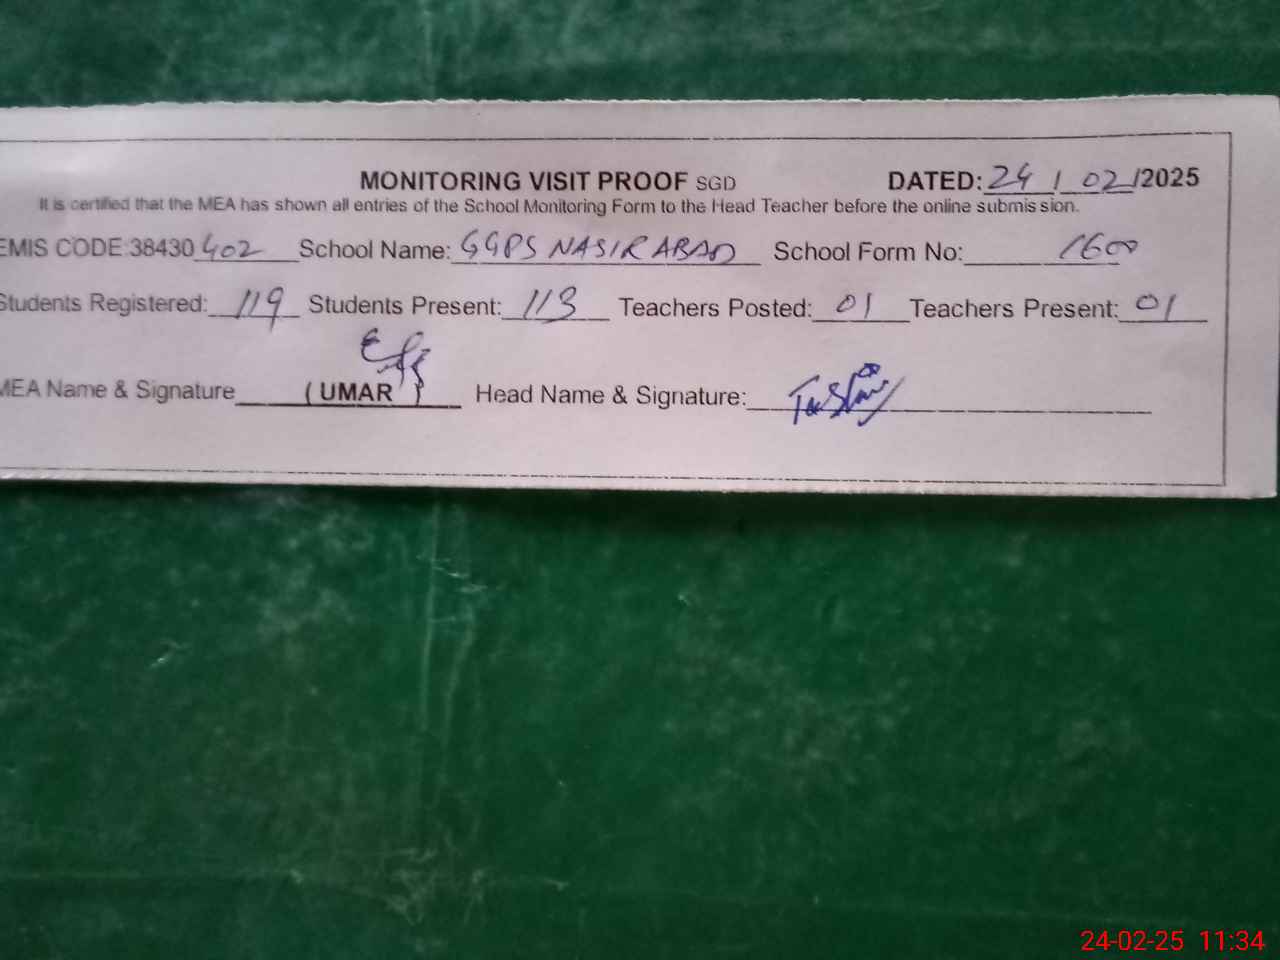 MONITORING VISIT PROOF SGD DATED: 24 / 02 /2025
It is certified that the MEA has shown all entries of the School Monitoring Form to the Head Teacher before the online submission.
EMIS CODE:38430 402 School Name: GGPS NASIR ABAD School Form No: 1600
Students Registered: 119 Students Present: 113 Teachers Posted: 01 Teachers Present: 01
MEA Name & Signature ( UMAR ) Head Name & Signature:
24-02-25 11:34